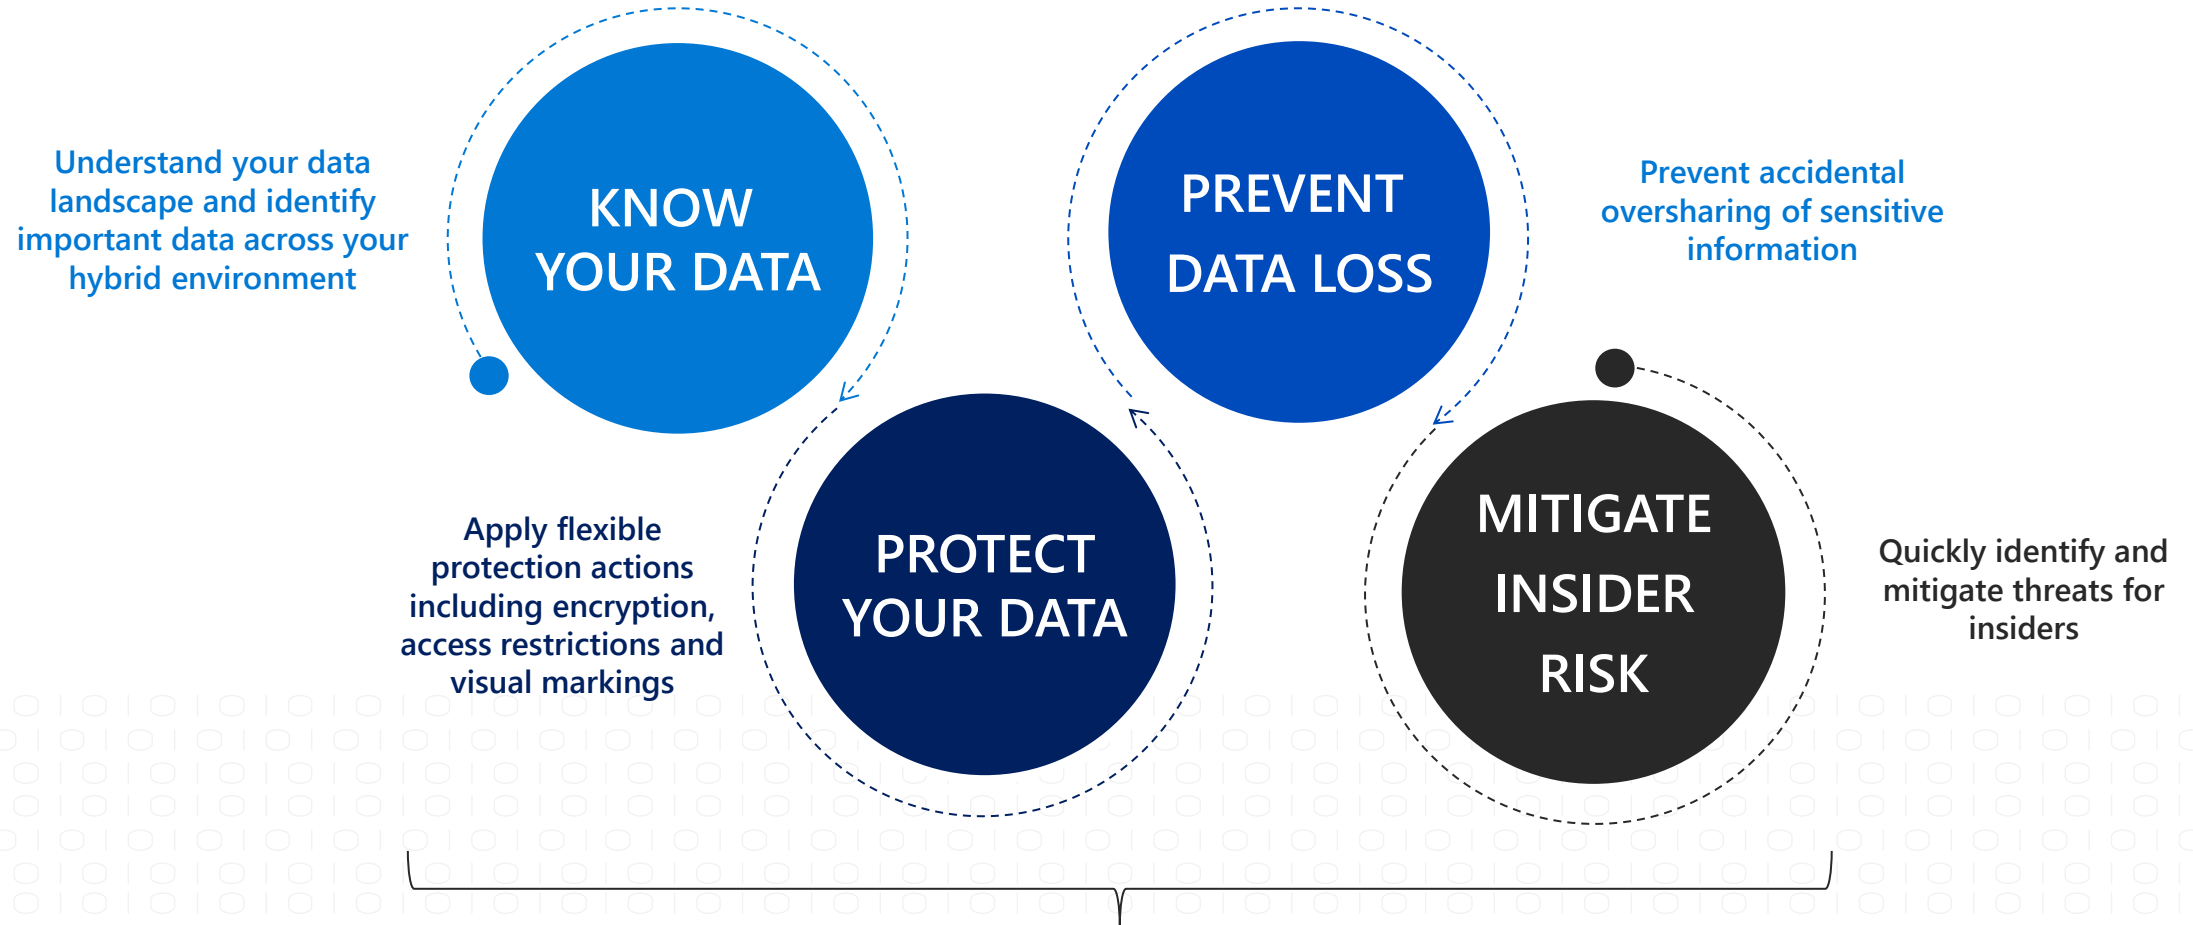 Understand your data
landscape and identify
important data across your
hybrid environment
KNOW
YOUR DATA
Apply flexible
protection actions
including encryption,
access restrictions and
visual markings
PROTECT
YOUR DATA
PREVENT
DATA LOSS
Prevent accidental
oversharing of sensitive
information
MITIGATE
INSIDER
RISK
Quickly identify and
mitigate threats for
insiders